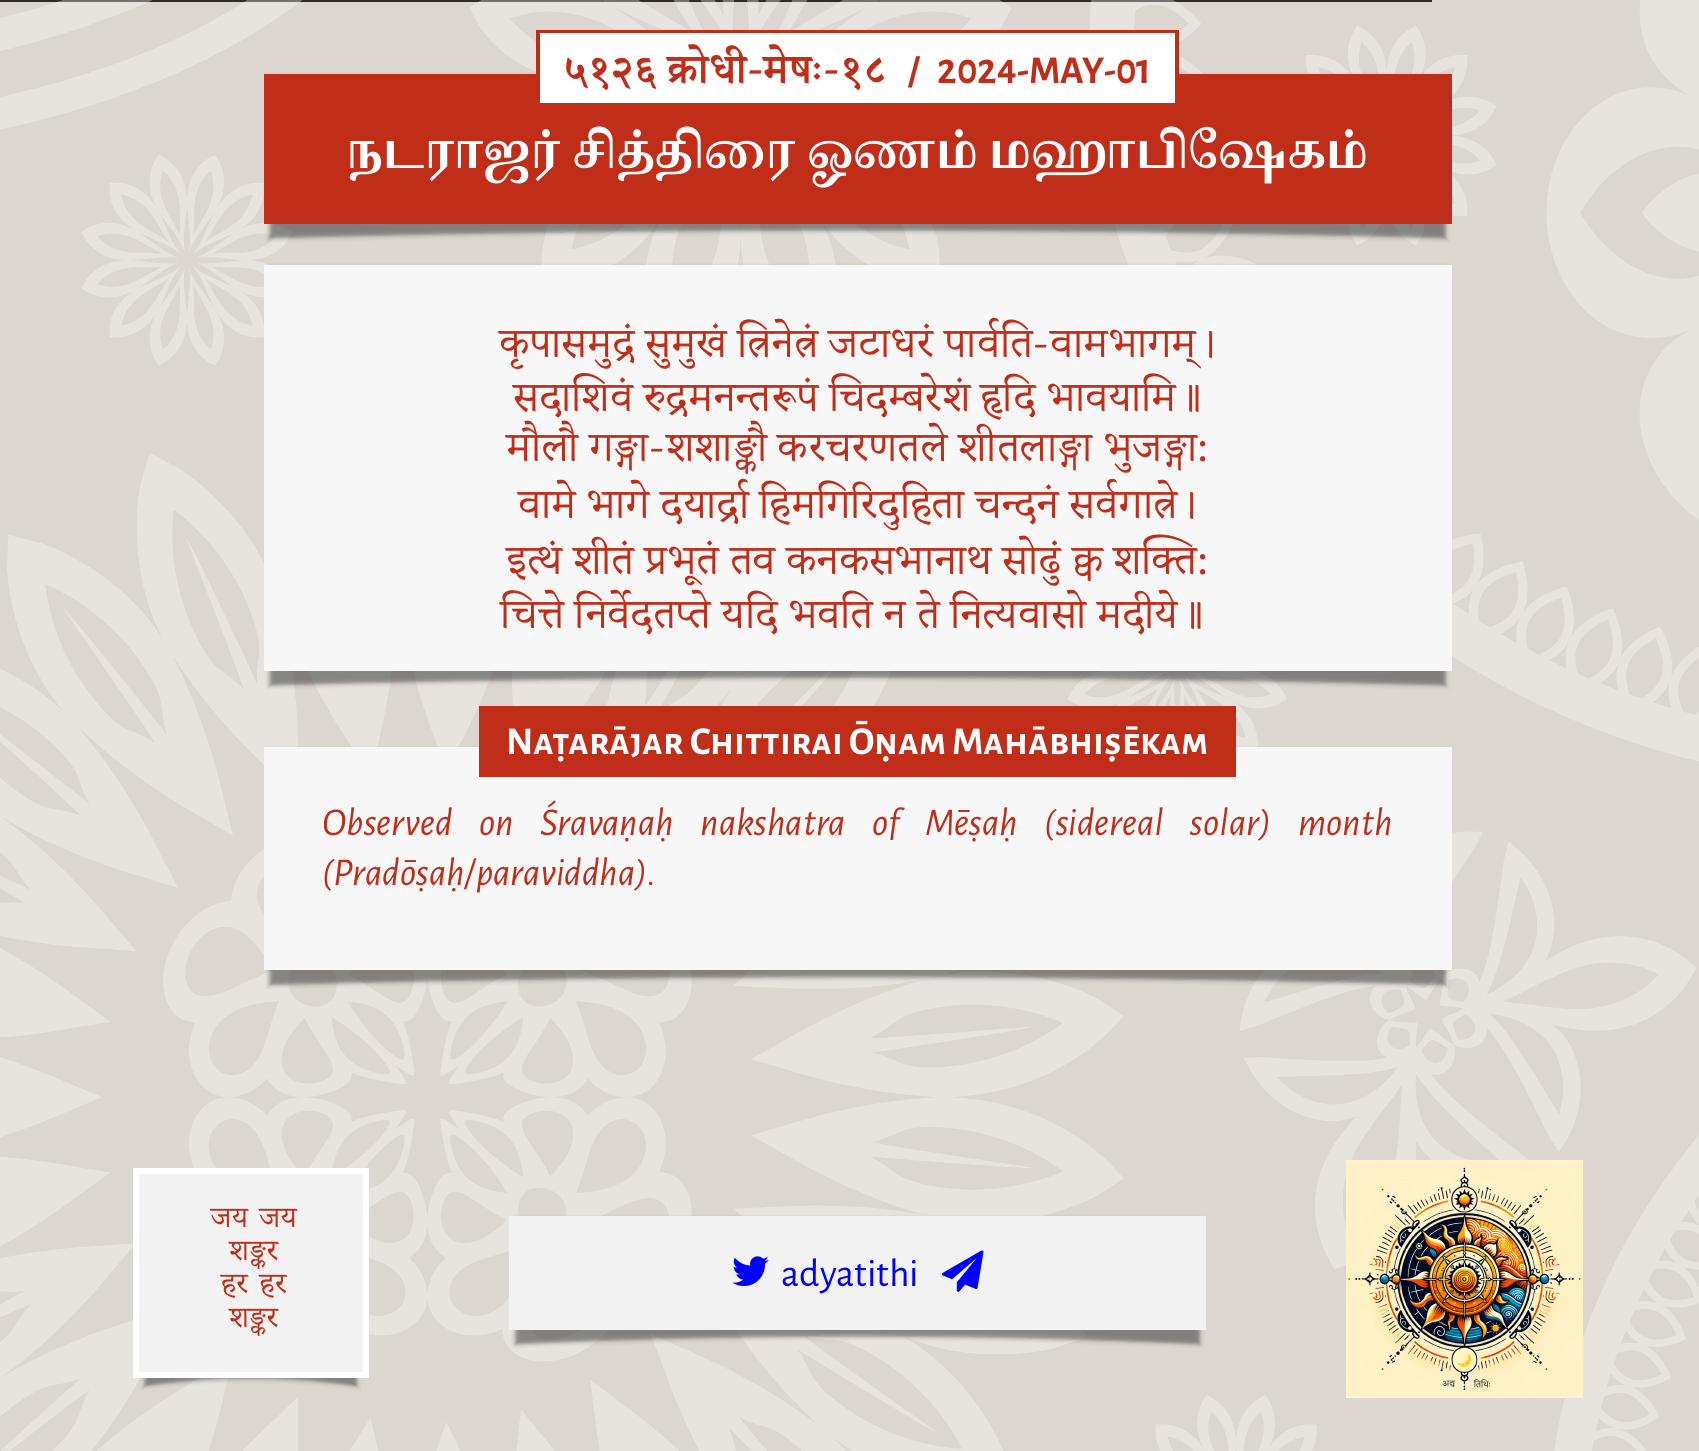 ५१२६ क्रोधी-मेषः-१८ / 2024-MAY-01
நடராஜர் சித்திரை ஓணம் மஹாபிஷேகம்
कृपासमुद्रं सुमुखं त्रिनेत्रं जटाधरं पार्वति-वामभागम्।
सदाशिवं रुद्रमनन्तरूपं चिदम्बरेशं हृदि भावयामि॥
मौलौ गङ्गा-शशाङ्कौ करचरणतले शीतलाङ्गा भुजङ्गाः
वामे भागे दयार्द्रा हिमगिरिदुहिता चन्दनं सर्वगात्रे।
इत्थं शीतं प्रभूतं तव कनकसभानाथ सोढुं क्व शक्तिः
चित्ते निर्वेदतप्ते यदि भवति न ते नित्यवासो मदीये॥
Naṭarājar Chittirai Ōṇam Mahābhiṣēkam
Observed on Śravaṇaḥ nakshatra of Mēṣaḥ (sidereal solar) month
(Pradōṣaḥ/paraviddha).
जय जय
शङ्कर
हर हर
शङ्कर
adyatithi
अद्य तिथिः